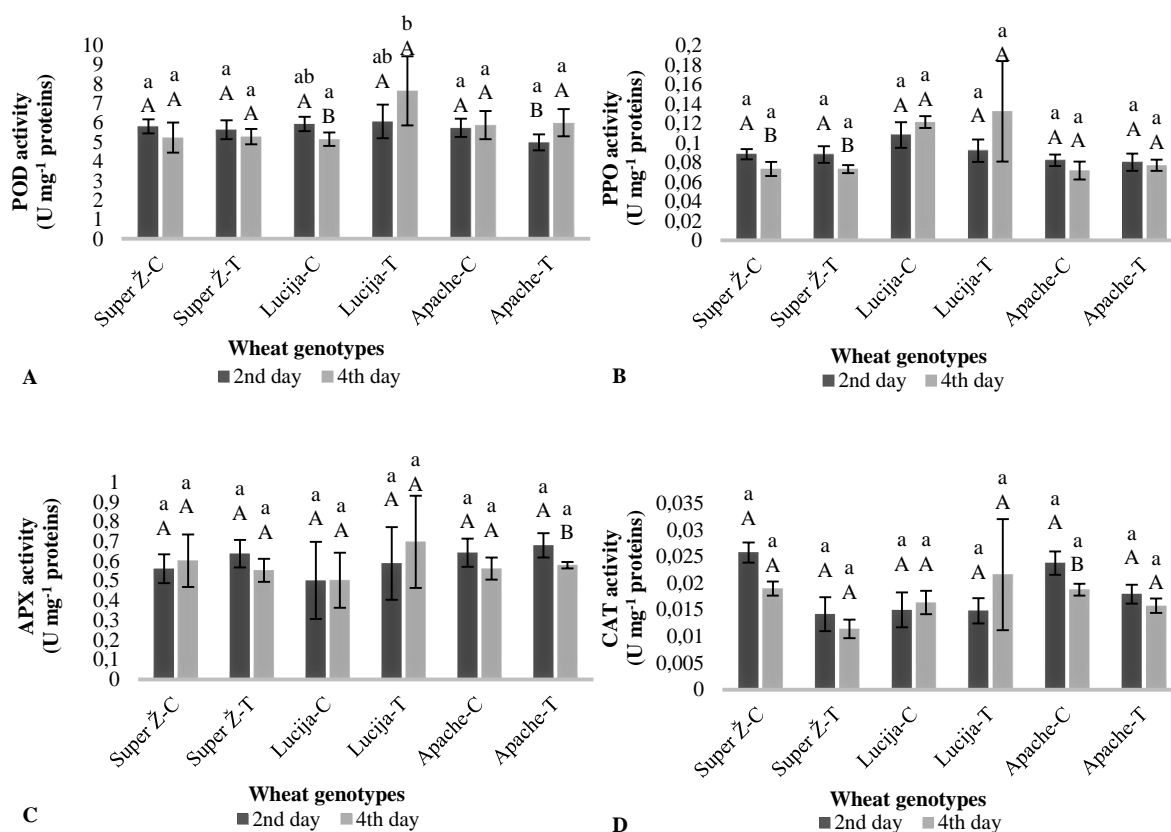 POD activity
(U mg⁻¹ proteins)
10
9
8
7
6
5
4
3
2
1
0
a a a a ab a ab b a a a a
A A A A A B A A A A B A
Super Ž-C Super Ž-T Lucija-C Lucija-T Apache-C Apache-T
Wheat genotypes
2nd day 4th day
A
PPO activity
(U mg⁻¹ proteins)
0,2
0,18
0,16
0,14
0,12
0,1
0,08
0,06
0,04
0,02
0
a a a a a a a a a a a a
A B A B A A A A A A A A
Super Ž-C Super Ž-T Lucija-C Lucija-T Apache-C Apache-T
Wheat genotypes
2nd day 4th day
B
APX activity
(U mg⁻¹ proteins)
1
0,9
0,8
0,7
0,6
0,5
0,4
0,3
0,2
0,1
0
a a a a a a a a a a a a
A A A A A A A A A A A B
Super Ž-C Super Ž-T Lucija-C Lucija-T Apache-C Apache-T
Wheat genotypes
2nd day 4th day
C
CAT activity
(U mg⁻¹ proteins)
0,035
0,03
0,025
0,02
0,015
0,01
0,005
0
a a a a a a a a a a a a
A A A A A A A A A B A A
Super Ž-C Super Ž-T Lucija-C Lucija-T Apache-C Apache-T
Wheat genotypes
2nd day 4th day
D